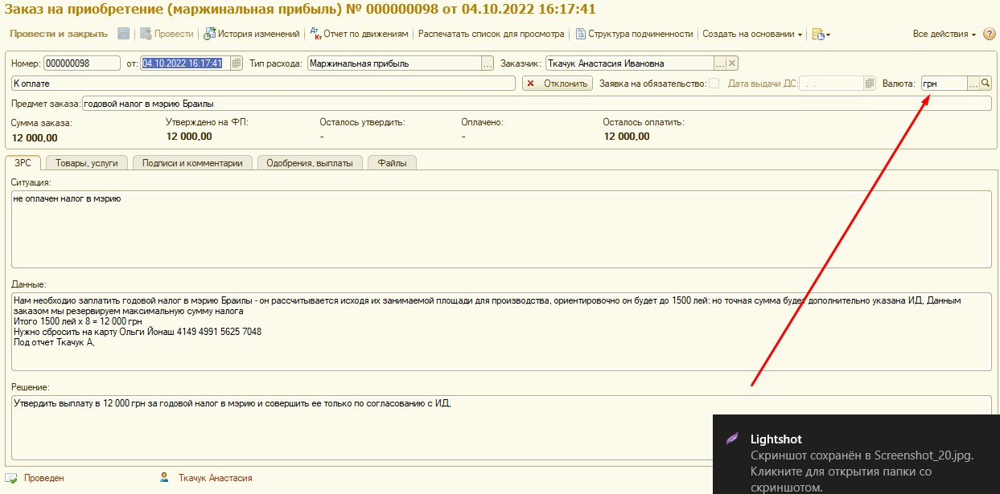 Заказ на приобретение (маржинальная прибыль) № 000000098 от 04.10.2022 16:17:41
Провести и закрыть Провести История изменений Дт Кт Отчет по движениям Распечатать список для просмотра Структура подчиненности Создать на основании Все действия ?
Номер: 000000098 от: 04.10.2022 16:17:41 Тип расхода: Маржинальная прибыль ... Заказчик: Ткачук Анастасия Ивановна ...
К оплате Отклонить Заявка на обязательство: Дата выдачи ДС: . . Валюта: грн ...
Предмет заказа: годовой налог в мэрию Браилы
Сумма заказа: Утверждено на ФП: Осталось утвердить: Оплачено: Осталось оплатить:
12 000,00 12 000,00 - - 12 000,00
ЗРС Товары, услуги Подписи и комментарии Одобрения, выплаты Файлы
Ситуация:
не оплачен налог в мэрию
Данные:
Нам необходио заплатить годовой налог в мэрию Браилы - он рассчитывается исходя их занимаемой площади для производства, ориентировочно он будет до 1500 лей: но точная сумма будет дополнительно указана ИД, Данным
заказом мы резервируем максимальную сумму налога
Итого 1500 лей х 8 = 12 000 грн
Нужно сбросить на карту Ольги Йонаш 4149 4991 5625 7048
Под отчет Ткачук А,
Решение:
Утвердить выплату в 12 000 грн за годовой налог в мэрию и совершить ее только по согласованию с ИД,
Lightshot
Скриншот сохранён в Screenshot_20.jpg.
Кликните для открытия папки со
скриншотом.
Проведен Ткачук Анастасия